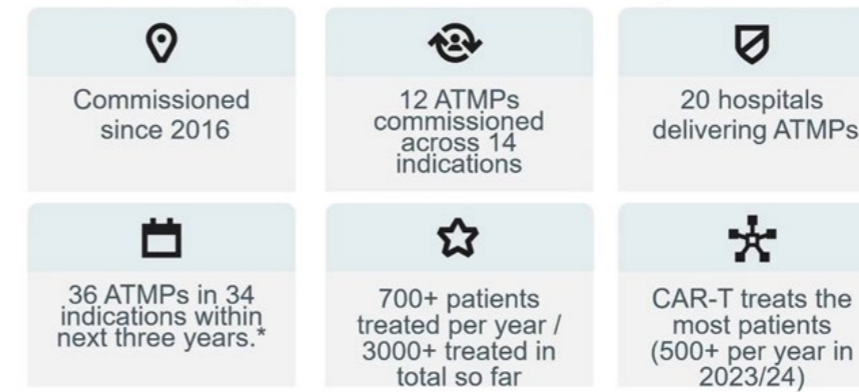 Commissioned
since 2016
12 ATMPs
commissioned
across 14
indications
20 hospitals
delivering ATMPs
36 ATMPs in 34
indications within
next three years.*
700+ patients
treated per year /
3000+ treated in
total so far
CAR-T treats the
most patients
(500+ per year in
2023/24)